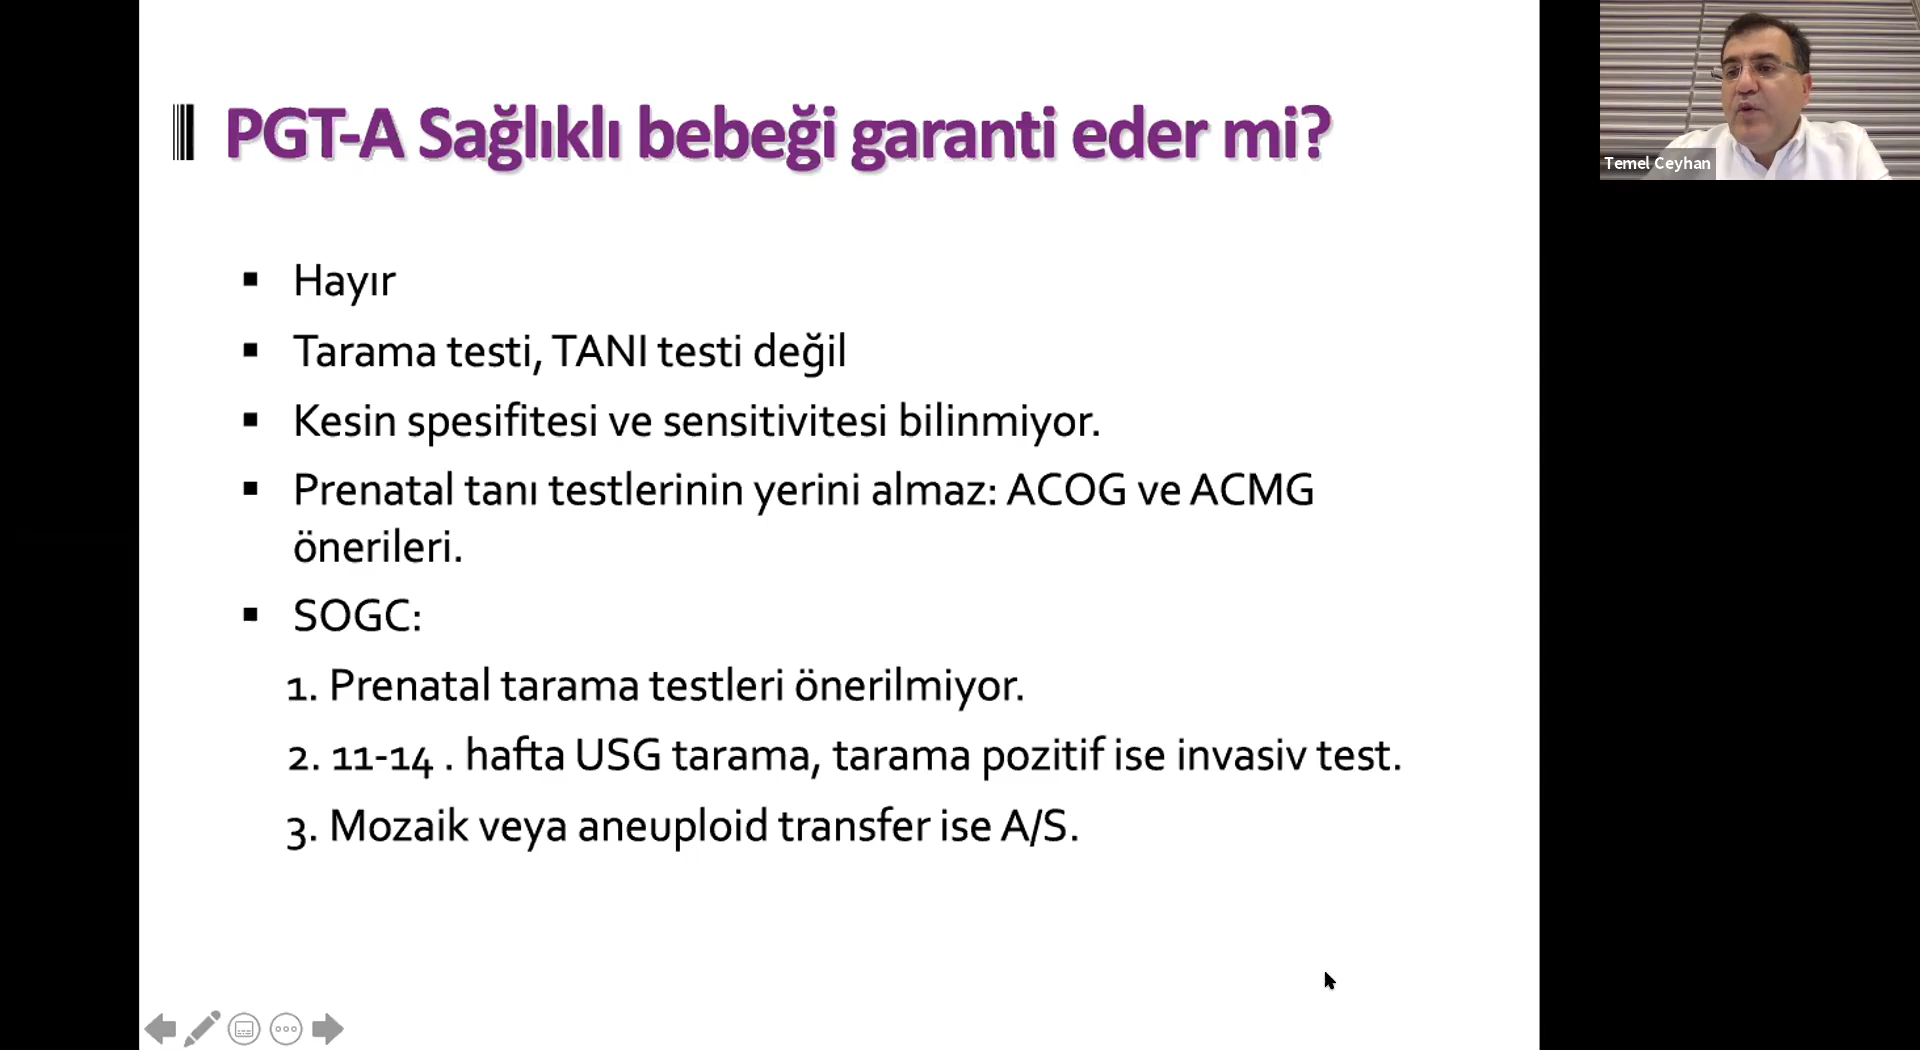 PGT-A Sağlıklı bebeği garanti eder mi?
Temel Ceyhan
▪ Hayır
▪ Tarama testi, TANI testi değil
▪ Kesin spesifitesi ve sensitivitesi bilinmiyor.
▪ Prenatal tanı testlerinin yerini almaz: ACOG ve ACMG
önerileri.
▪ SOGC:
1. Prenatal tarama testleri önerilmiyor.
2. 11-14 . hafta USG tarama, tarama pozitif ise invasiv test.
3. Mozaik veya aneuploid transfer ise A/S.